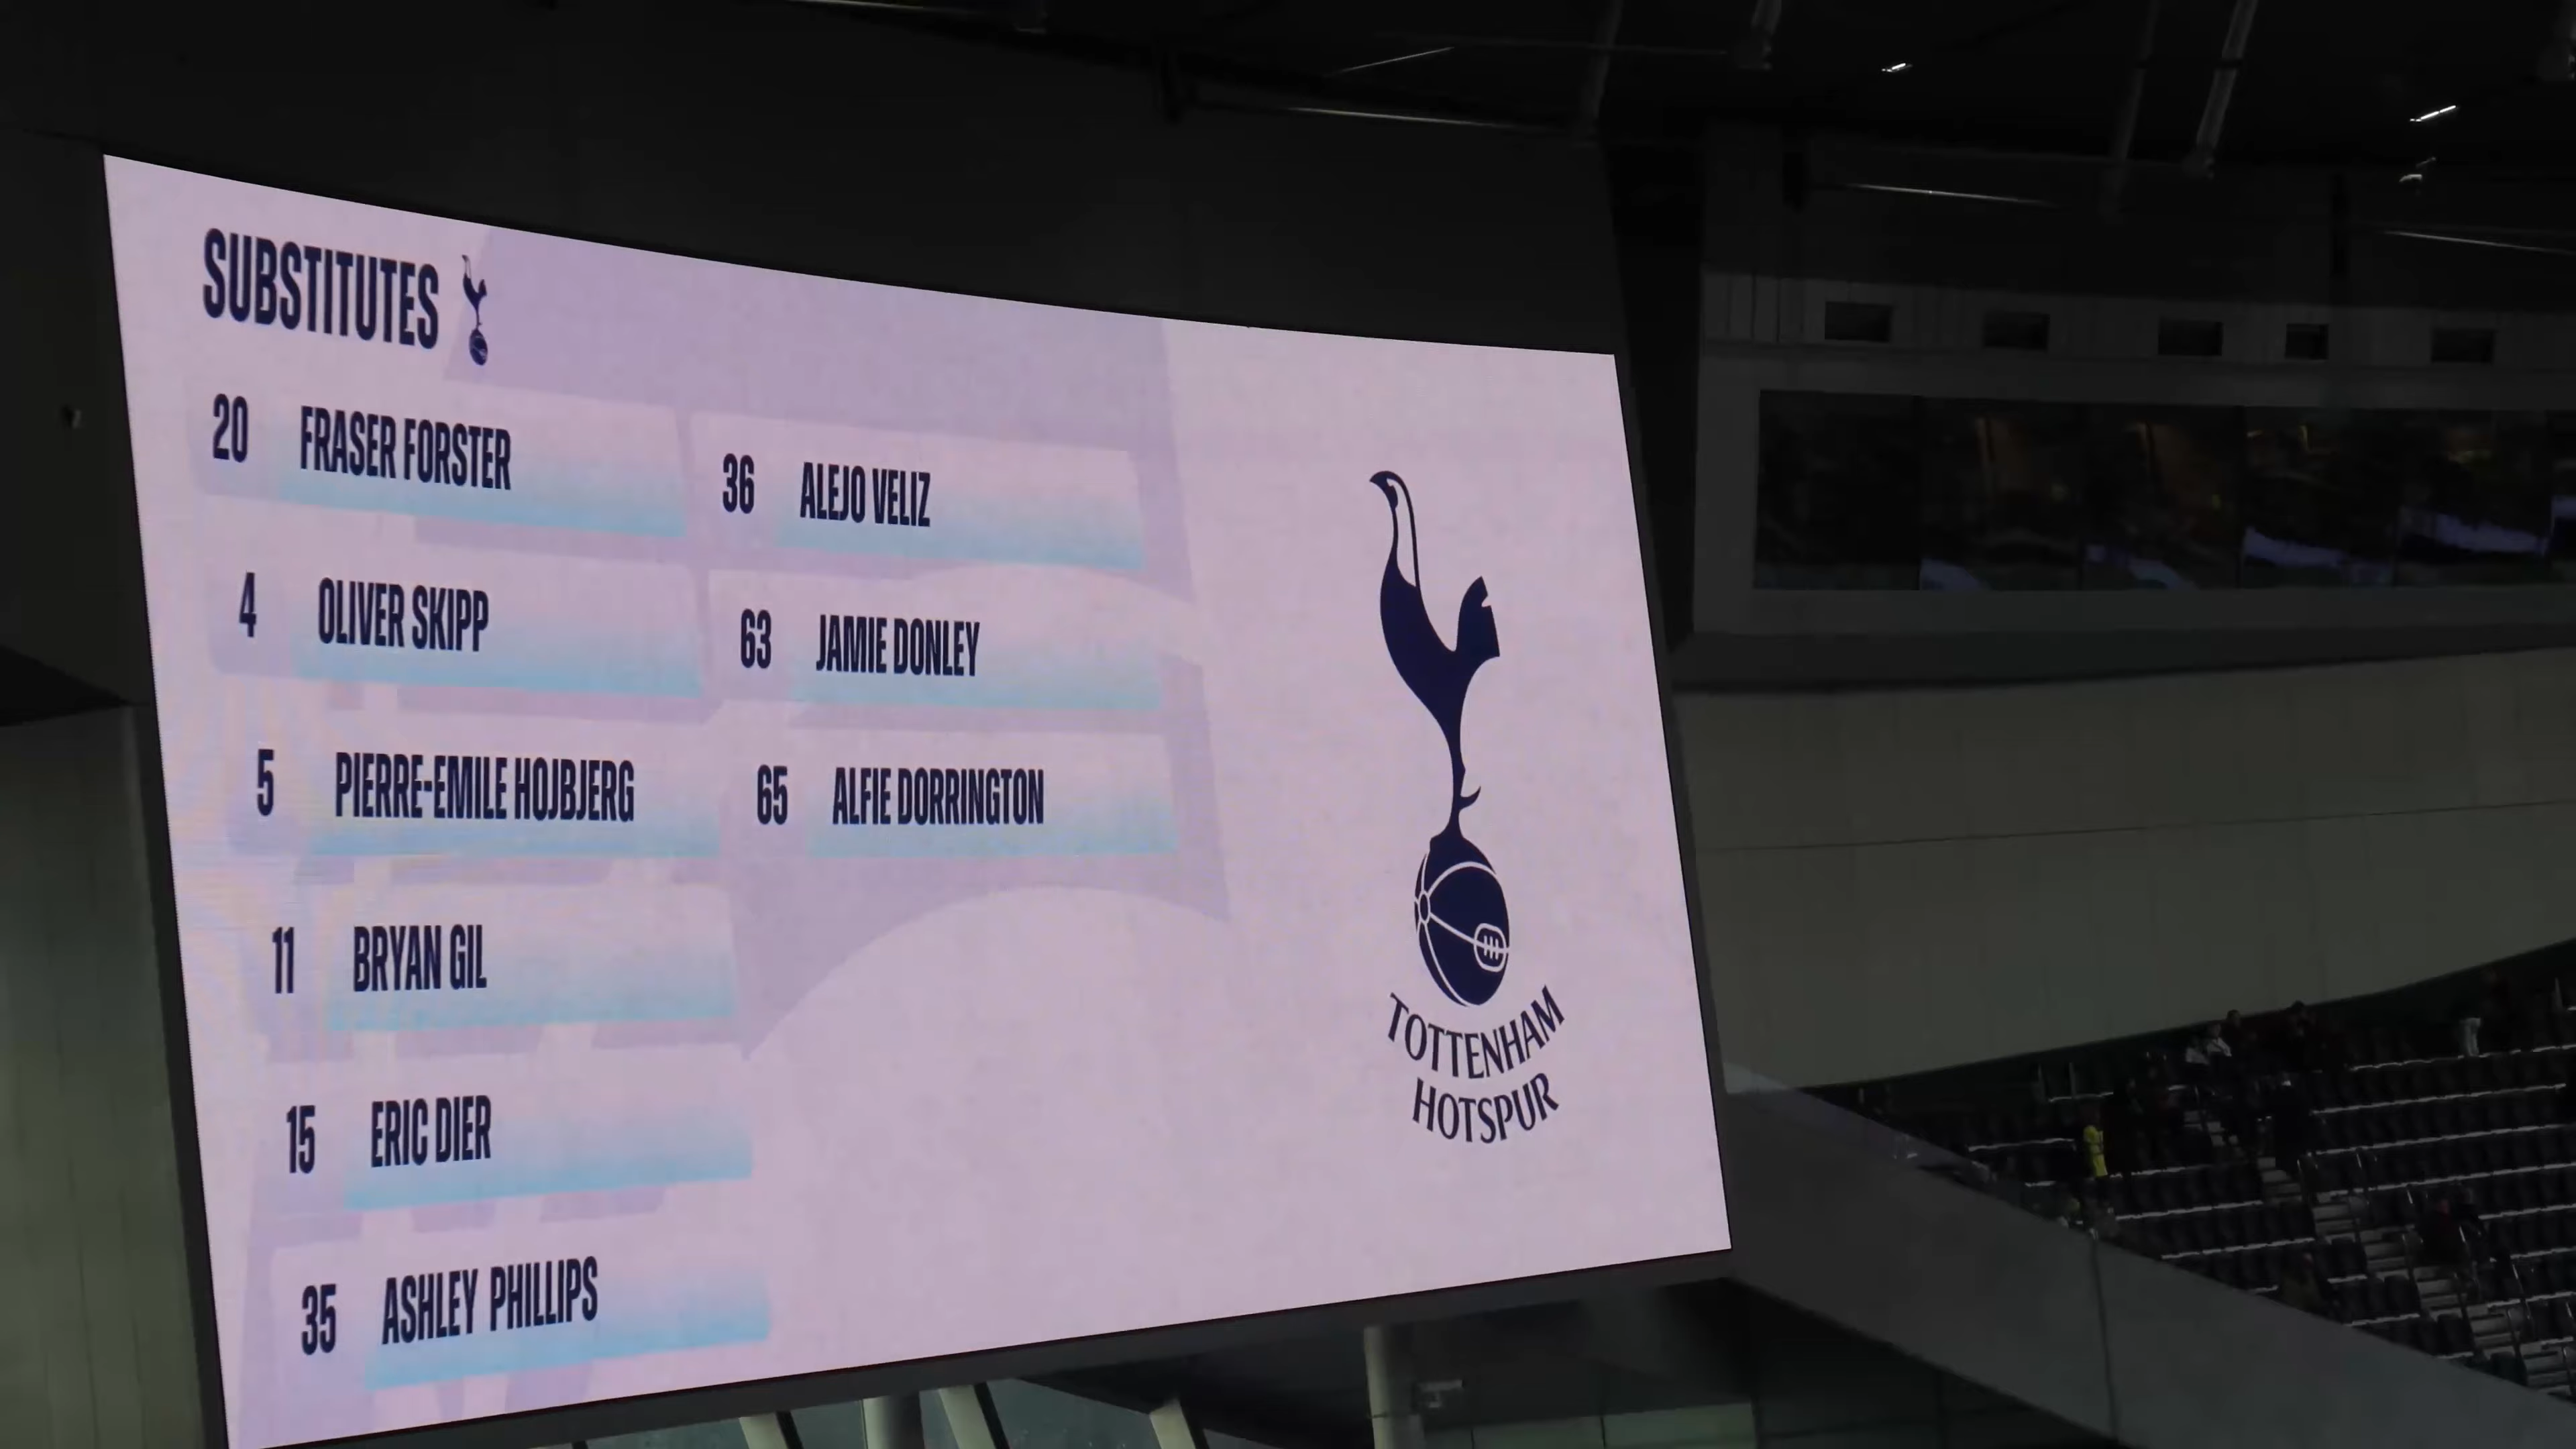 SUBSTITUTES
20 FRASER FORSTER
4 OLIVER SKIPP
5 PIERRE-EMILE HOJBJERG
11 BRYAN GIL
15 ERIC DIER
35 ASHLEY PHILLIPS
36 ALEJO VELIZ
63 JAMIE DONLEY
65 ALFIE DORRINGTON
TOTTENHAM
HOTSPUR